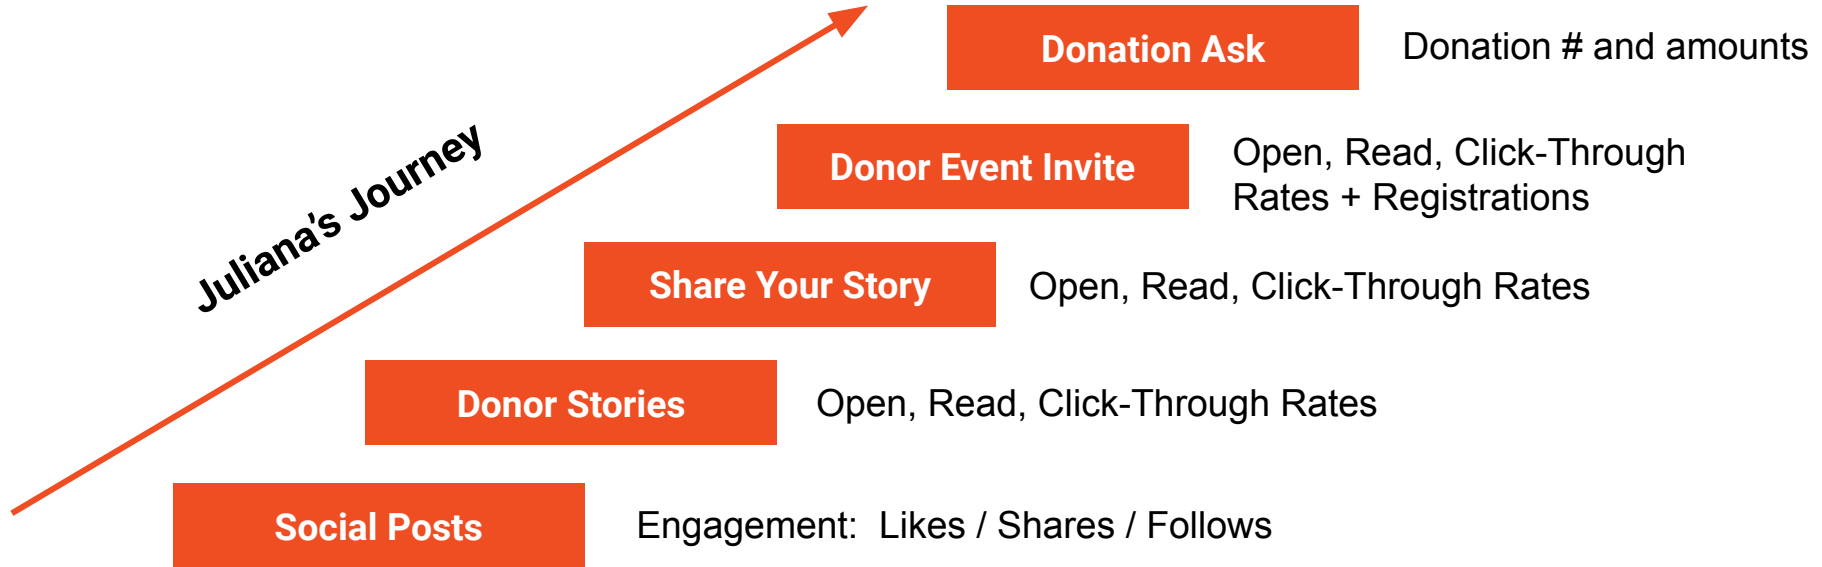 Donation Ask
Donation # and amounts
Juliana's Journey
Donor Event Invite
Open, Read, Click-Through
Rates + Registrations
Share Your Story
Open, Read, Click-Through Rates
Donor Stories
Open, Read, Click-Through Rates
Social Posts
Engagement:  Likes / Shares / Follows